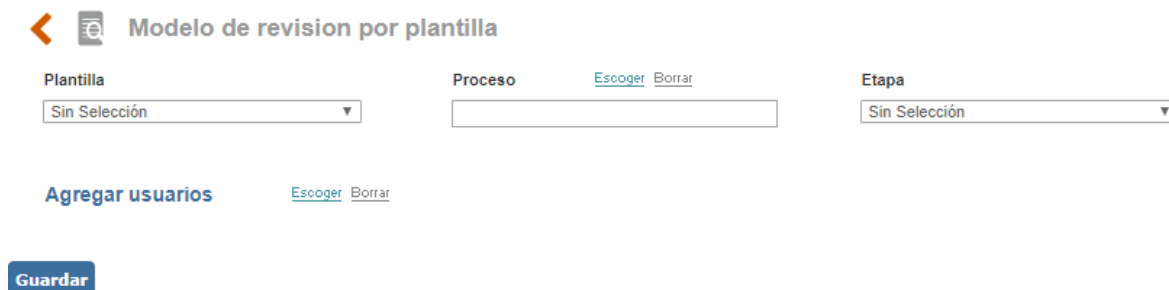 Modelo de revision por plantilla
Plantilla Proceso Escoger Borrar Etapa
Sin Selección Sin Selección
Agregar usuarios Escoger Borrar
Guardar